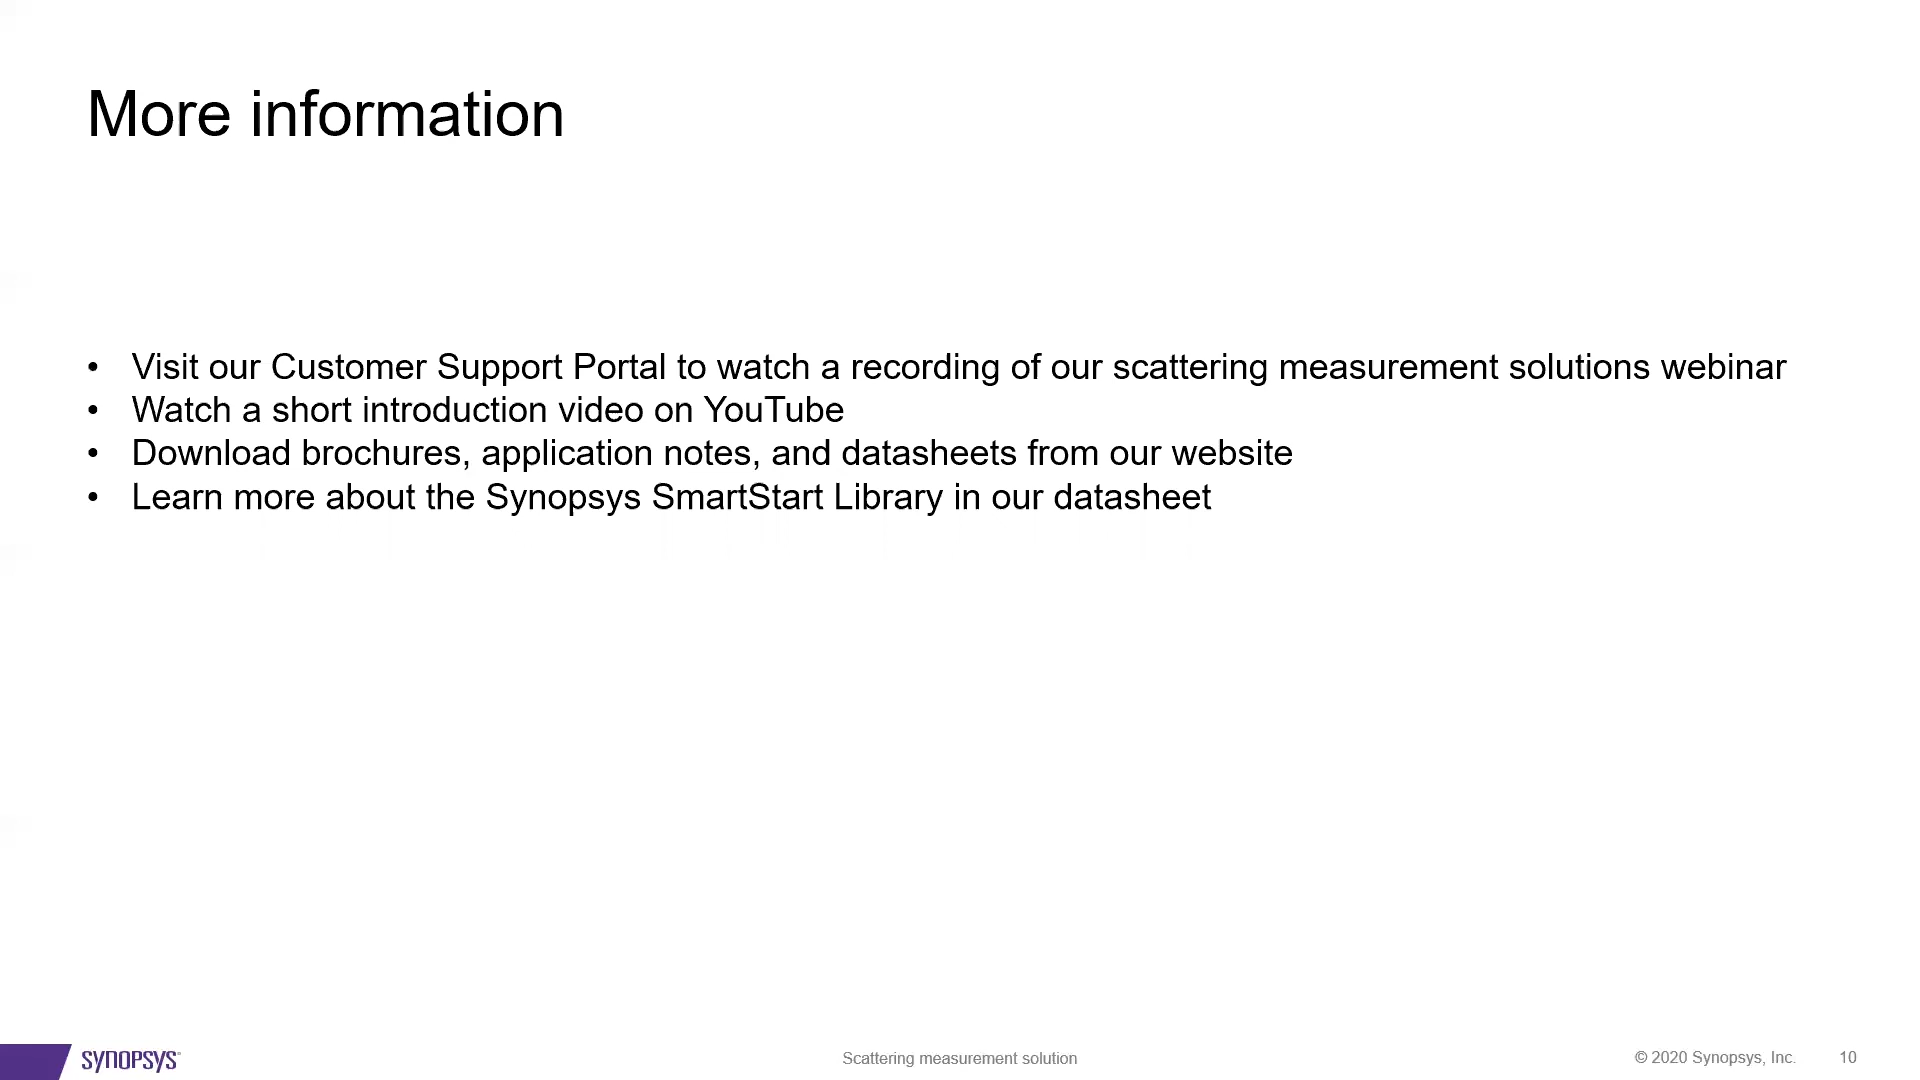 More information
• Visit our Customer Support Portal to watch a recording of our scattering measurement solutions webinar
• Watch a short introduction video on YouTube
• Download brochures, application notes, and datasheets from our website
• Learn more about the Synopsys SmartStart Library in our datasheet
SYNOPSYS
Scattering measurement solution
© 2020 Synopsys, Inc.
10